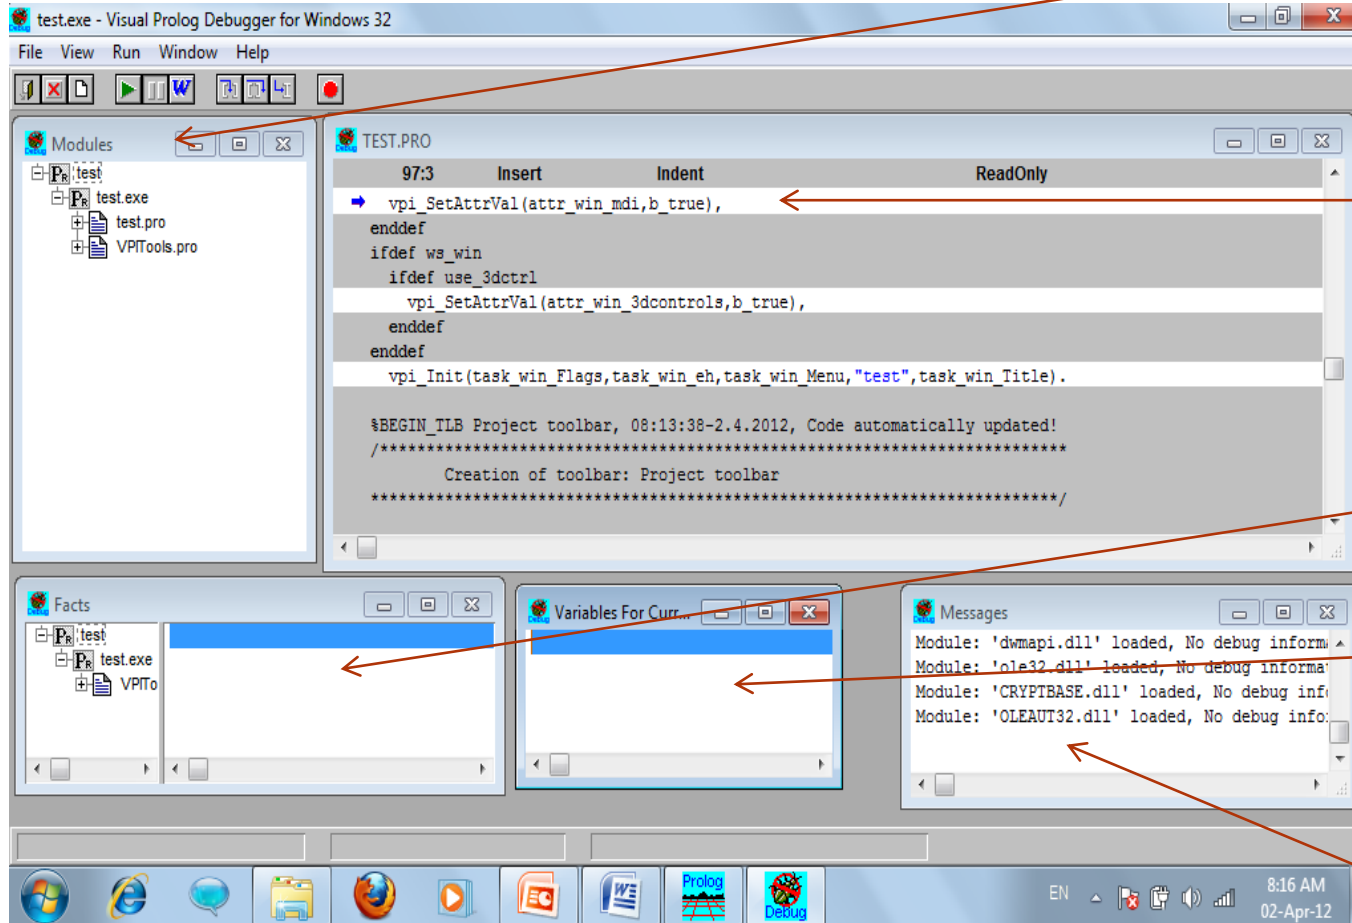 test.exe - Visual Prolog Debugger for Windows 32
File View Run Window Help
W
Modules
test
test.exe
test.pro
VPITools.pro
TEST.PRO
97:3 Insert Indent ReadOnly
vpi_SetAttrVal(attr_win_mdi,b_true),
enddef
ifdef ws_win
ifdef use_3dctrl
vpi_SetAttrVal(attr_win_3dcontrols,b_true),
enddef
enddef
vpi_Init(task_win_Flags,task_win_eh,task_win_Menu,"test",task_win_Title).
%BEGIN_TLB Project toolbar, 08:13:38-2.4.2012, Code automatically updated!
/***************************************************************************
Creation of toolbar: Project toolbar
***************************************************************************/
Facts
test
test.exe
VPITo
Variables For Curr...
Messages
Module: 'dwmapi.dll' loaded, No debug informa
Module: 'ole32.dll' loaded, No debug informa
Module: 'CRYPTBASE.dll' loaded, No debug inf
Module: 'OLEAUT32.dll' loaded, No debug info
Prolog
Debug
EN
8:16 AM
02-Apr-12